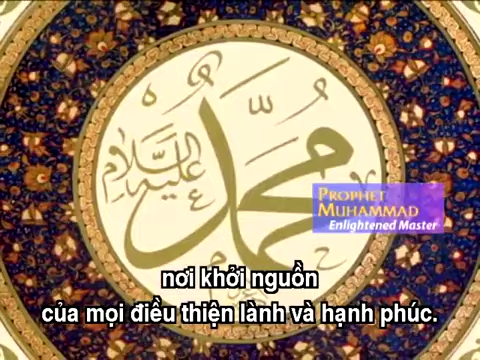 محمد
عليه السلام
PROPHET
MUHAMMAD
Enlightened Master
nơi khởi nguồn
của mọi điều thiện lành và hạnh phúc.